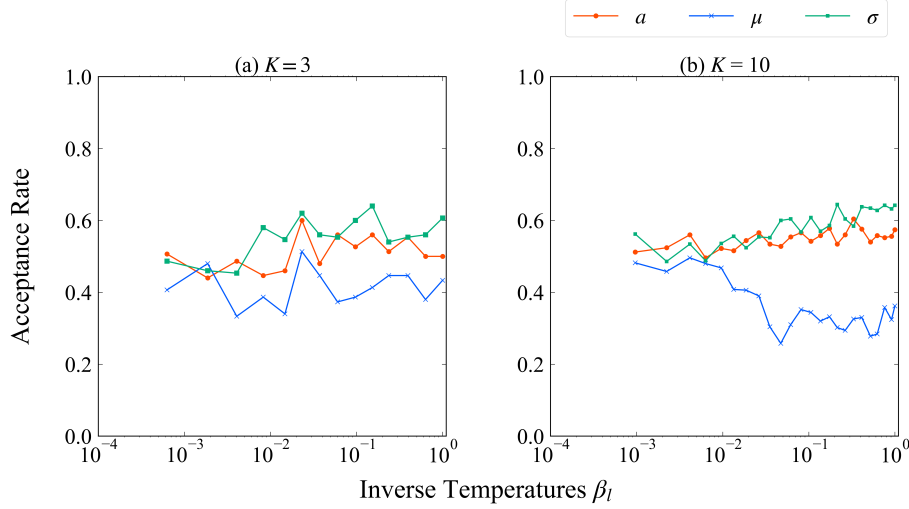 a μ σ
(a) K = 3 (b) K = 10
1.0 1.0
0.8 0.8
0.6 0.6
0.4 0.4
0.2 0.2
0.0 0.0
10⁻⁴ 10⁻³ 10⁻² 10⁻¹ 10⁰ 10⁻⁴ 10⁻³ 10⁻² 10⁻¹ 10⁰
Acceptance Rate
Inverse Temperatures βₗ